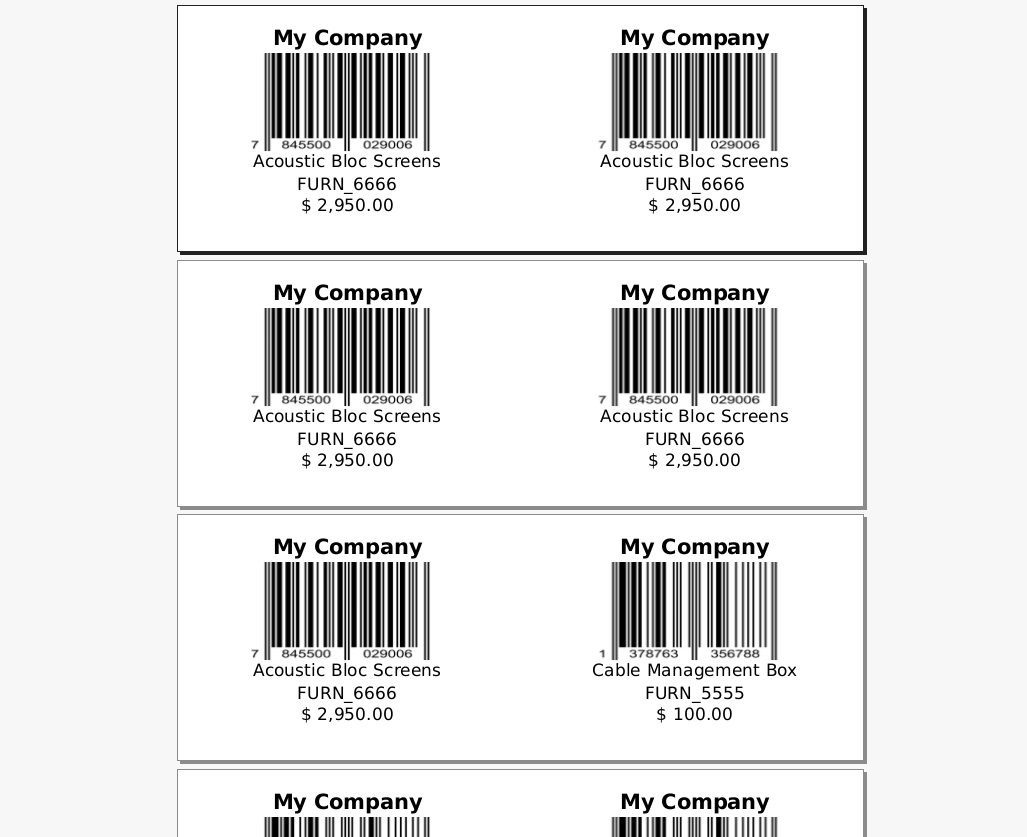 My Company My Company
7 845500 029006 7 845500 029006
Acoustic Bloc Screens Acoustic Bloc Screens
FURN_6666 FURN_6666
$ 2,950.00 $ 2,950.00
My Company My Company
7 845500 029006 7 845500 029006
Acoustic Bloc Screens Acoustic Bloc Screens
FURN_6666 FURN_6666
$ 2,950.00 $ 2,950.00
My Company My Company
7 845500 029006 1 378763 356788
Acoustic Bloc Screens Cable Management Box
FURN_6666 FURN_5555
$ 2,950.00 $ 100.00
My Company My Company